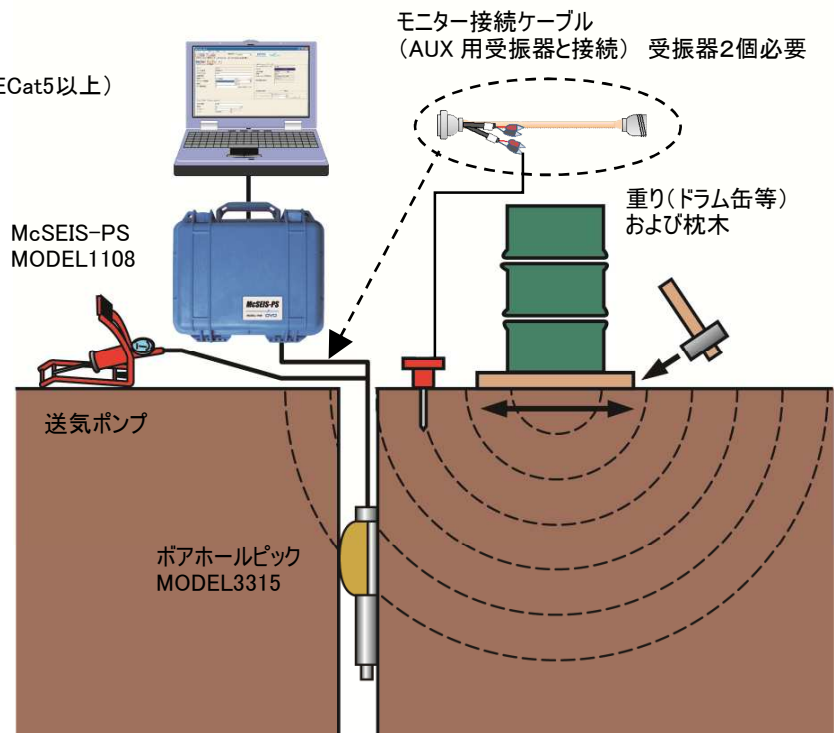 モニター接続ケーブル
（AUX 用受振器と接続） 受振器２個必要
ECat5以上）
重り（ドラム缶等）
および枕木
McSEIS-PS
MODEL1108
McSEIS-PS
OYO
送気ポンプ
ボアホールピック
MODEL3315